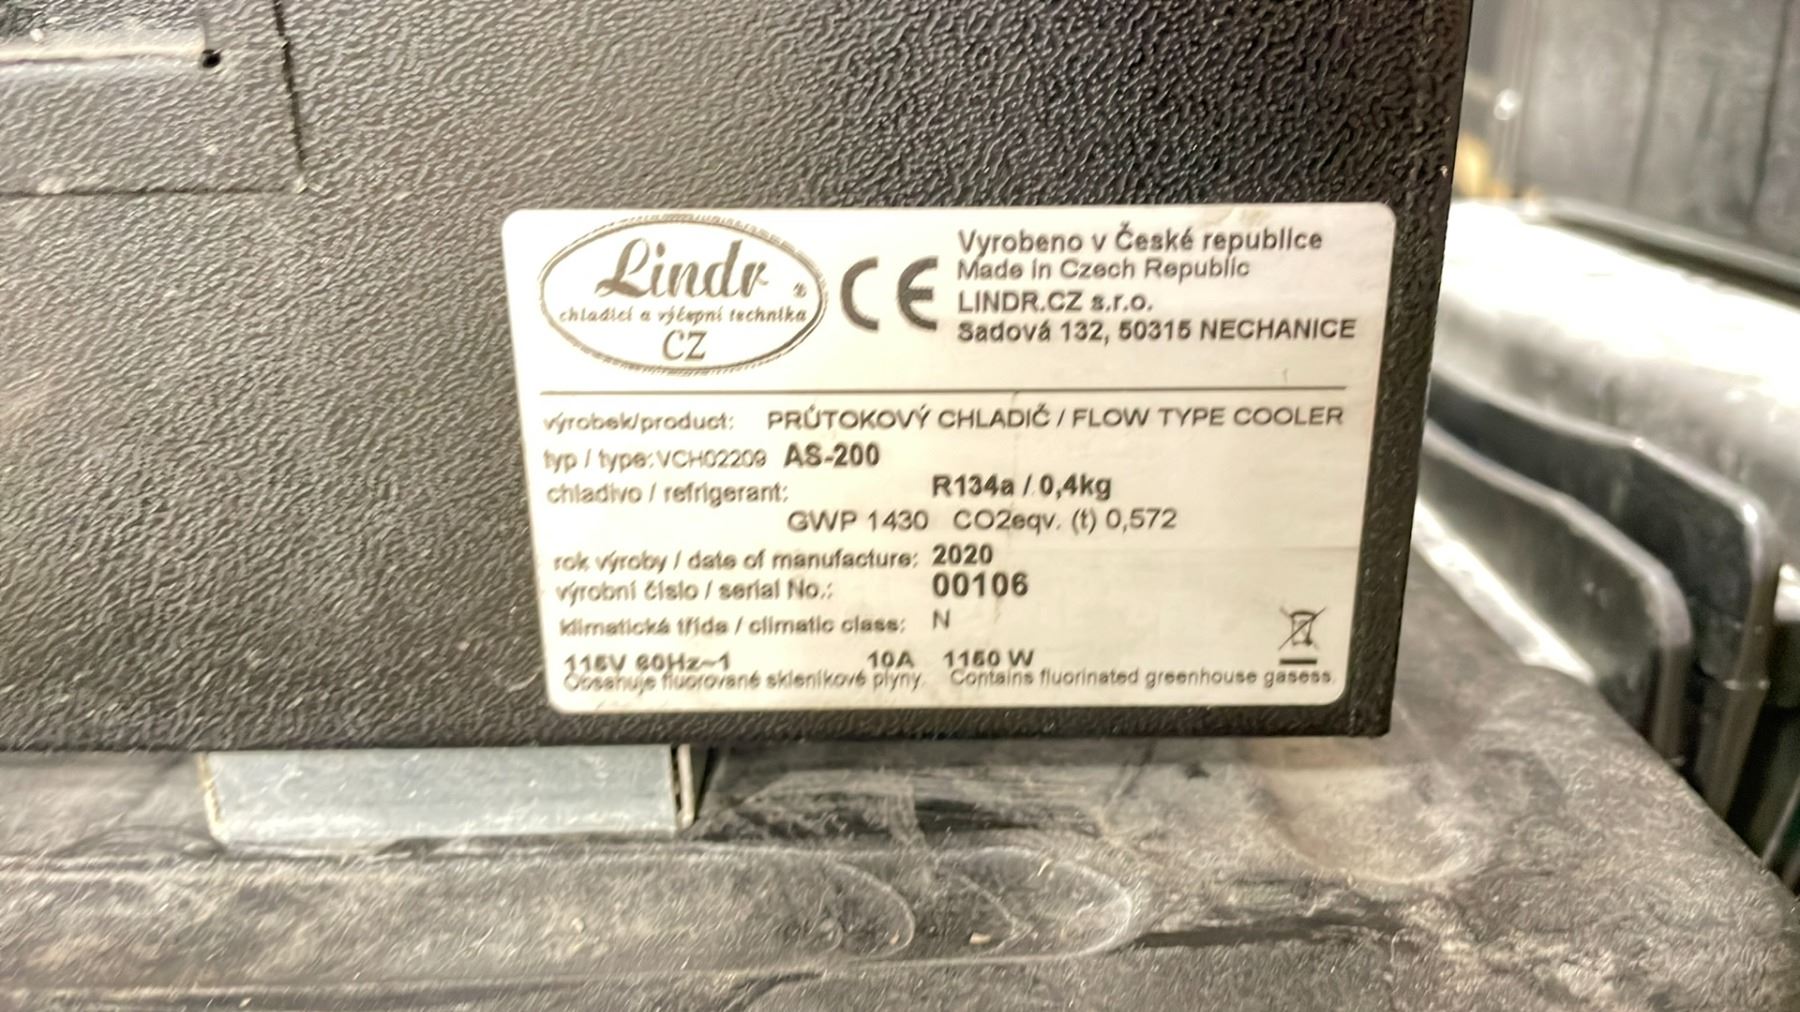 Lindr
chladicí a výčepní technika
CZ
CE
Vyrobeno v České republice
Made in Czech Republic
LINDR.CZ s.r.o.
Sadová 132, 50315 NECHANICE
výrobek/product: PRŮTOKOVÝ CHLADIČ / FLOW TYPE COOLER
typ / type:VCH02209 AS-200
chladivo / refrigerant: R134a / 0,4kg
GWP 1430 CO2eqv. (t) 0,572
rok výroby / date of manufacture: 2020
výrobní číslo / serial No.: 00106
klimatická třída / climatic class: N
115V 60Hz~1 10A 1150 W
Obsahuje fluorované skleníkové plyny. Contains fluorinated greenhouse gasess.